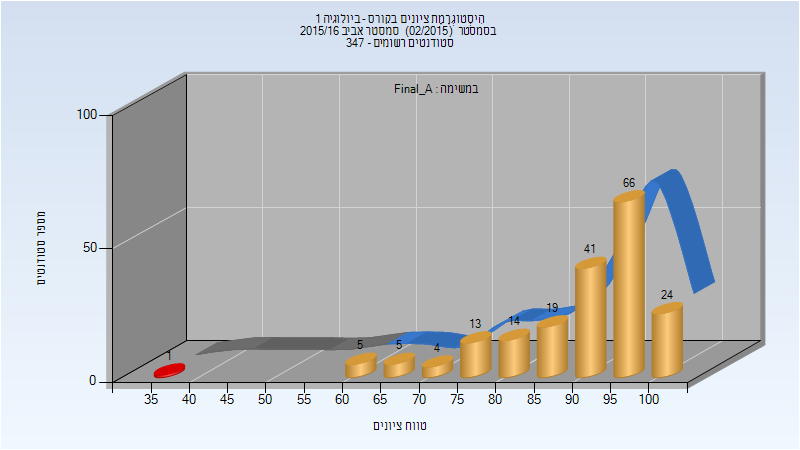 היסטוגרמת ציונים בקורס - ביולוגיה 1
בסמסטר (02/2015) סמסטר אביב 2015/16
סטודנטים רשומים - 347
במשימה : Final_A
מספר סטודנטים
100
50
0
1
5
5
4
13
14
19
41
66
24
35 40 45 50 55 60 65 70 75 80 85 90 95 100
טווח ציונים